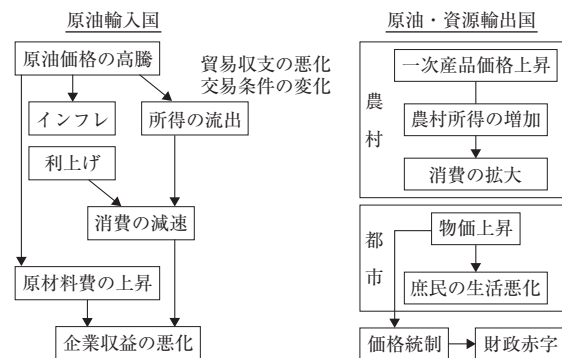 原油輸入国
原油価格の高騰
貿易収支の悪化
交易条件の変化
インフレ
所得の流出
利上げ
消費の減速
原材料費の上昇
企業収益の悪化
原油・資源輸出国
農村
一次産品価格上昇
農村所得の増加
消費の拡大
都市
物価上昇
庶民の生活悪化
価格統制
財政赤字